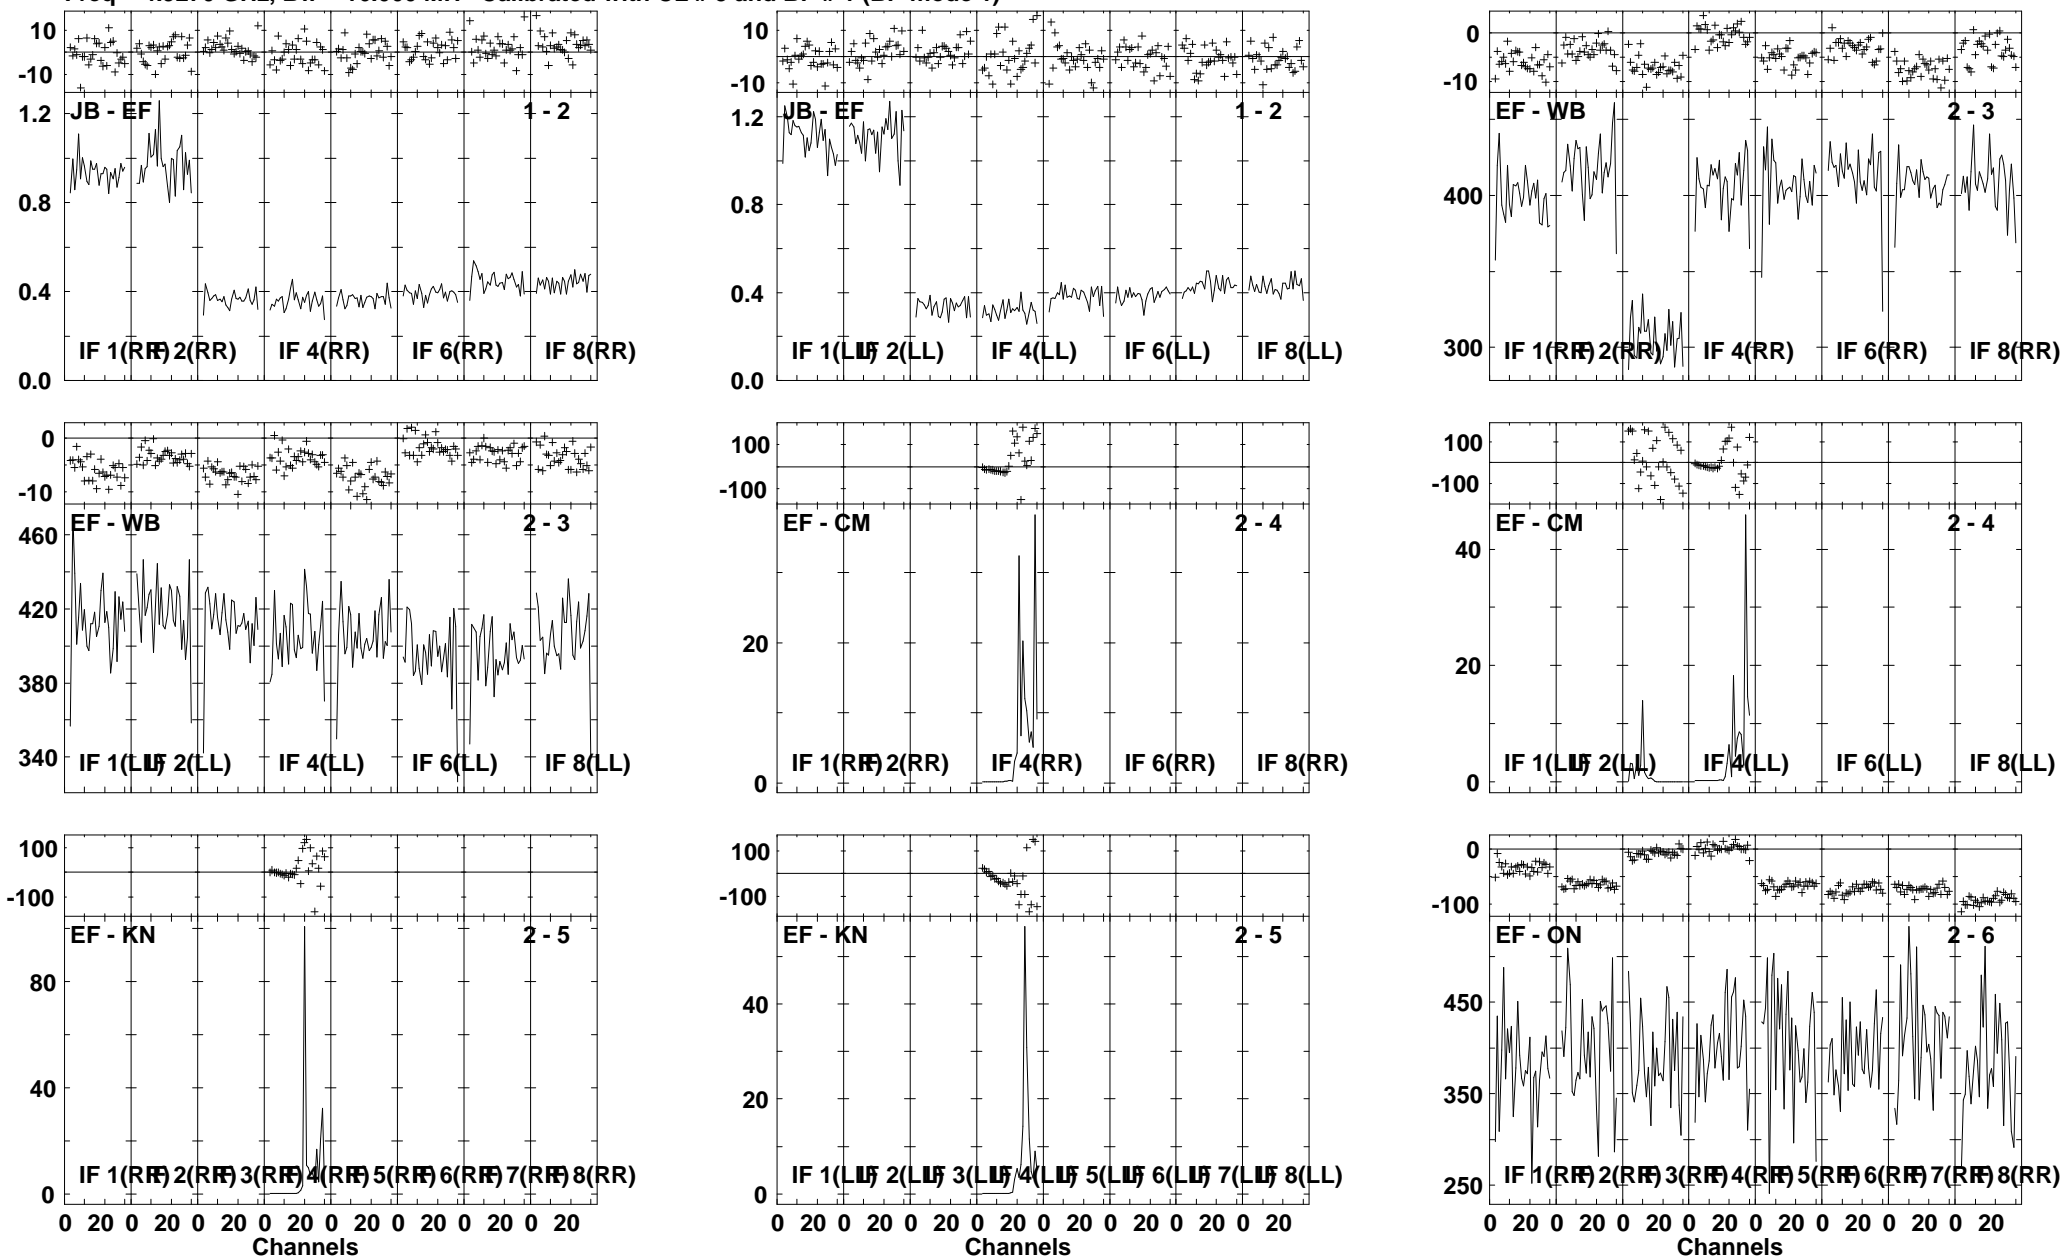 10
-10
JB - EF
1 - 2
1.2
0.8
0.4
0.0
IF 1(RR)
IF 2(RR)
IF 4(RR)
IF 6(RR)
IF 8(RR)
10
-10
JB - EF
1 - 2
1.2
0.8
0.4
0.0
IF 1(LL)
IF 2(LL)
IF 4(LL)
IF 6(LL)
IF 8(LL)
0
-10
EF - WB
2 - 3
400
300
IF 1(RR)
IF 2(RR)
IF 4(RR)
IF 6(RR)
IF 8(RR)
0
-10
EF - WB
2 - 3
460
420
380
340
IF 1(LL)
IF 2(LL)
IF 4(LL)
IF 6(LL)
IF 8(LL)
100
-100
EF - CM
2 - 4
20
0
IF 1(RR)
IF 2(RR)
IF 4(RR)
IF 6(RR)
IF 8(RR)
100
-100
EF - CM
2 - 4
40
20
0
IF 1(LL)
IF 2(LL)
IF 4(LL)
IF 6(LL)
IF 8(LL)
100
-100
EF - KN
2 - 5
80
40
0
IF 1(RR)
IF 2(RR)
IF 3(RR)
IF 4(RR)
IF 5(RR)
IF 6(RR)
IF 7(RR)
IF 8(RR)
0 20 0 20 0 20 0 20 0 20 0 20 0 20 0 20
Channels
100
-100
EF - KN
2 - 5
40
20
0
IF 1(LL)
IF 2(LL)
IF 3(LL)
IF 4(LL)
IF 5(LL)
IF 6(LL)
IF 7(LL)
IF 8(LL)
0 20 0 20 0 20 0 20 0 20 0 20 0 20 0 20
Channels
0
-100
EF - ON
2 - 6
450
350
250
IF 1(RR)
IF 2(RR)
IF 3(RR)
IF 4(RR)
IF 5(RR)
IF 6(RR)
IF 7(RR)
IF 8(RR)
0 20 0 20 0 20 0 20 0 20 0 20 0 20 0 20
Channels